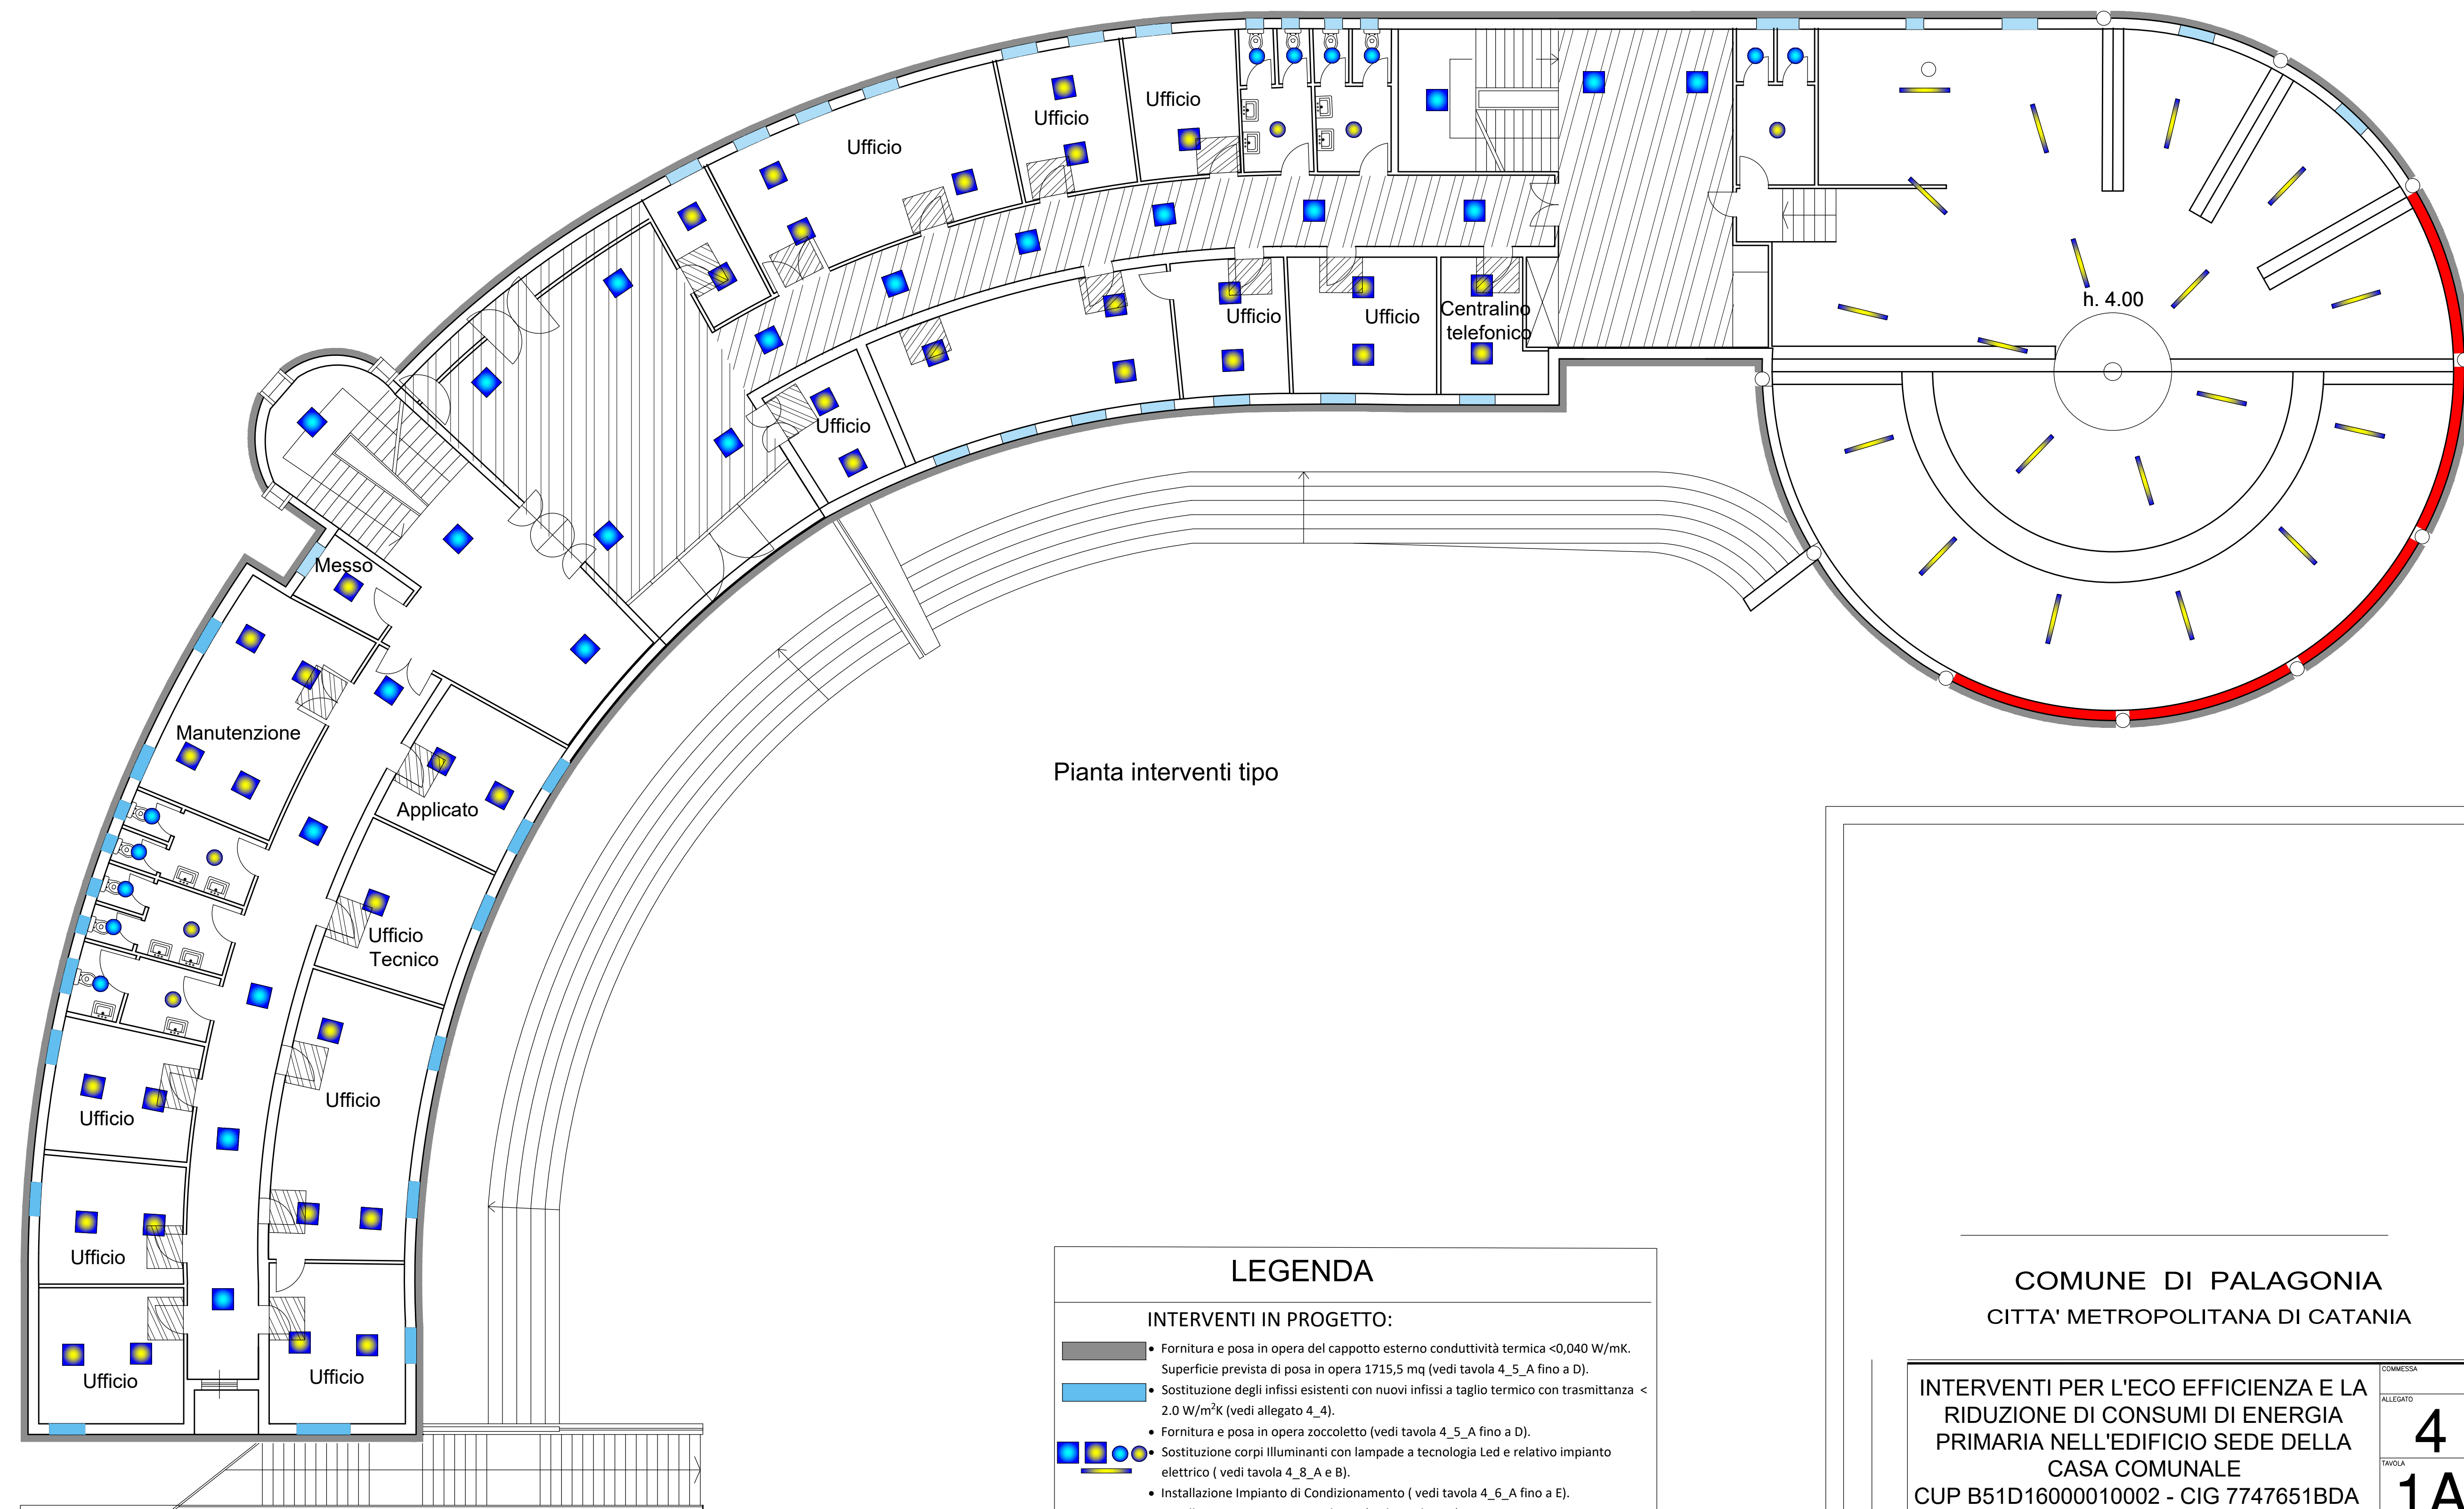 Ufficio
Ufficio
Ufficio
h. 4.00
Centralino
telefonico
Ufficio
Ufficio
Ufficio
Messo
Manutenzione
Pianta interventi tipo
Applicato
Ufficio
Tecnico
Ufficio
Ufficio
Ufficio
Ufficio
Ufficio
LEGENDA
INTERVENTI IN PROGETTO:
• Fornitura e posa in opera del cappotto esterno conduttività termica <0,040 W/mK.
Superficie prevista di posa in opera 1715,5 mq (vedi tavola 4_5_A fino a D).
• Sostituzione degli infissi esistenti con nuovi infissi a taglio termico con trasmittanza <
2.0 W/m²K (vedi allegato 4_4).
• Fornitura e posa in opera zoccoletto (vedi tavola 4_5_A fino a D).
• Sostituzione corpi Illuminanti con lampade a tecnologia Led e relativo impianto
elettrico ( vedi tavola 4_8_A e B).
• Installazione Impianto di Condizionamento ( vedi tavola 4_6_A fino a E).
COMUNE DI PALAGONIA
CITTA' METROPOLITANA DI CATANIA
INTERVENTI PER L'ECO EFFICIENZA E LA
RIDUZIONE DI CONSUMI DI ENERGIA
PRIMARIA NELL'EDIFICIO SEDE DELLA
CASA COMUNALE
CUP B51D16000010002 - CIG 7747651BDA
COMMESSA
ALLEGATO
4
TAVOLA
1A